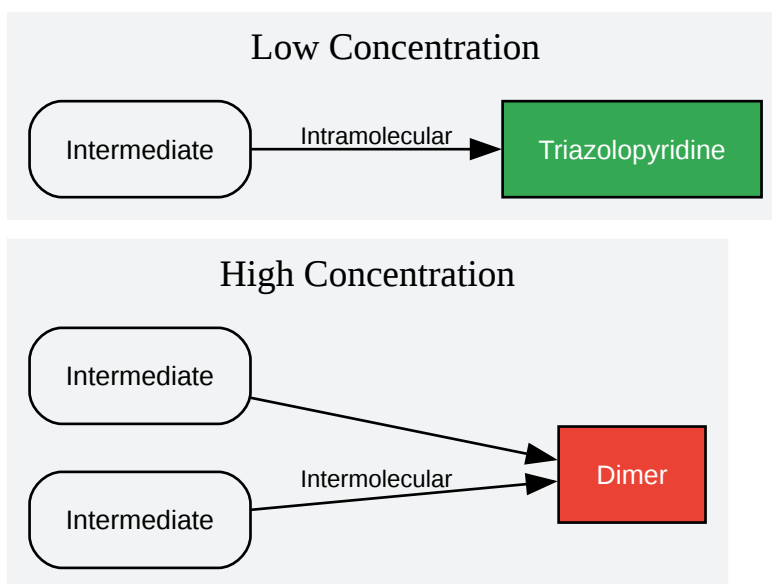 Low Concentration
Intermediate
Intramolecular
Triazolopyridine
High Concentration
Intermediate
Intermolecular
Dimer
Intermediate